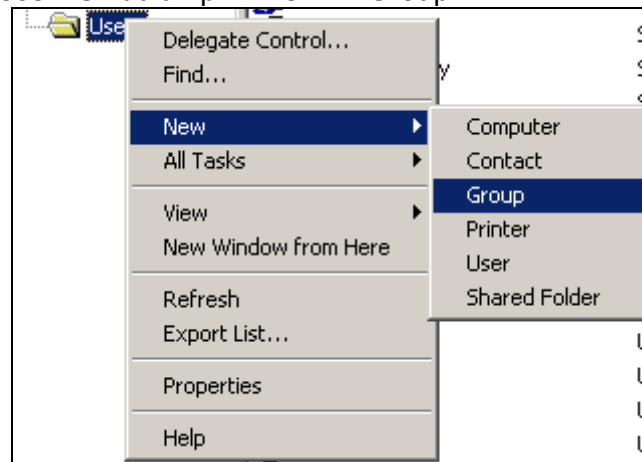 Use
Delegate Control...
Find...
y
New
All Tasks
View
New Window from Here
Refresh
Export List...
Properties
Help
Computer
Contact
Group
Printer
User
Shared Folder